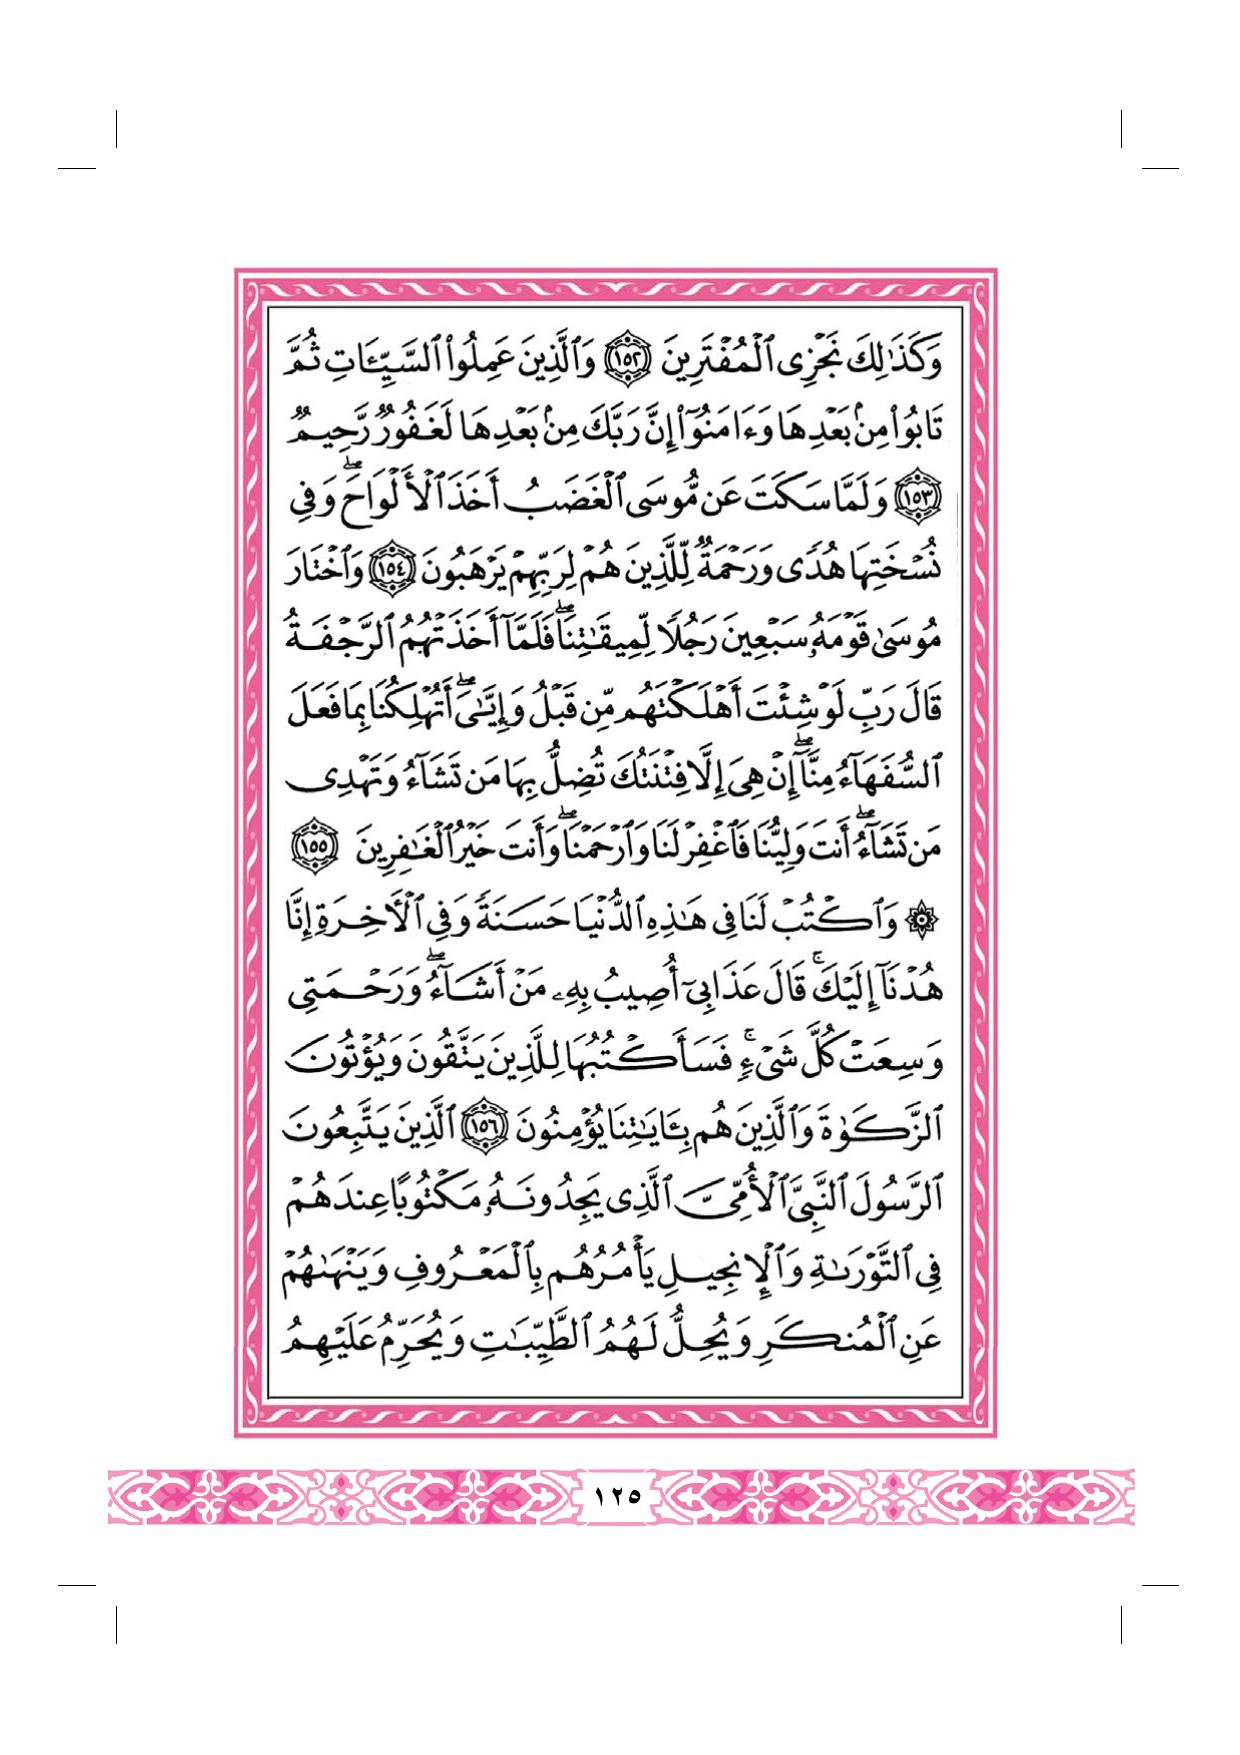 وَكَذَٰلِكَ نَجْزِى ٱلْمُفْتَرِينَ ١٥٢ وَٱلَّذِينَ عَمِلُوا۟ ٱلسَّيِّـَٔاتِ ثُمَّ
تَابُوا۟ مِنۢ بَعْدِهَا وَءَامَنُوٓا۟ إِنَّ رَبَّكَ مِنۢ بَعْدِهَا لَغَفُورٌ رَّحِيمٌ
١٥٣ وَلَمَّا سَكَتَ عَن مُّوسَى ٱلْغَضَبُ أَخَذَ ٱلْأَلْوَاحَ ۖ وَفِى
نُسْخَتِهَا هُدًى وَرَحْمَةٌ لِّلَّذِينَ هُمْ لِرَبِّهِمْ يَرْهَبُونَ ١٥٤ وَٱخْتَارَ
مُوسَىٰ قَوْمَهُۥ سَبْعِينَ رَجُلًا لِّمِيقَـٰتِنَا ۖ فَلَمَّآ أَخَذَتْهُمُ ٱلرَّجْفَةُ
قَالَ رَبِّ لَوْ شِئْتَ أَهْلَكْتَهُم مِّن قَبْلُ وَإِيَّـٰىَ ۖ أَتُهْلِكُنَا بِمَا فَعَلَ
ٱلسُّفَهَآءُ مِنَّآ ۖ إِنْ هِىَ إِلَّا فِتْنَتُكَ تُضِلُّ بِهَا مَن تَشَآءُ وَتَهْدِى
مَن تَشَآءُ ۖ أَنتَ وَلِيُّنَا فَٱغْفِرْ لَنَا وَٱرْحَمْنَا ۖ وَأَنتَ خَيْرُ ٱلْغَـٰفِرِينَ ١٥٥
۞ وَٱكْتُبْ لَنَا فِى هَـٰذِهِ ٱلدُّنْيَا حَسَنَةً وَفِى ٱلْـَٔاخِرَةِ إِنَّا
هُدْنَآ إِلَيْكَ ۚ قَالَ عَذَابِىٓ أُصِيبُ بِهِۦ مَنْ أَشَآءُ ۖ وَرَحْمَتِى
وَسِعَتْ كُلَّ شَىْءٍ ۚ فَسَأَكْتُبُهَا لِلَّذِينَ يَتَّقُونَ وَيُؤْتُونَ
ٱلزَّكَوٰةَ وَٱلَّذِينَ هُم بِـَٔايَـٰتِنَا يُؤْمِنُونَ ١٥٦ ٱلَّذِينَ يَتَّبِعُونَ
ٱلرَّسُولَ ٱلنَّبِىَّ ٱلْأُمِّىَّ ٱلَّذِى يَجِدُونَهُۥ مَكْتُوبًا عِندَهُمْ
فِى ٱلتَّوْرَىٰةِ وَٱلْإِنجِيلِ يَأْمُرُهُم بِٱلْمَعْرُوفِ وَيَنْهَىٰهُمْ
عَنِ ٱلْمُنكَرِ وَيُحِلُّ لَهُمُ ٱلطَّيِّبَـٰتِ وَيُحَرِّمُ عَلَيْهِمُ
١٢٥